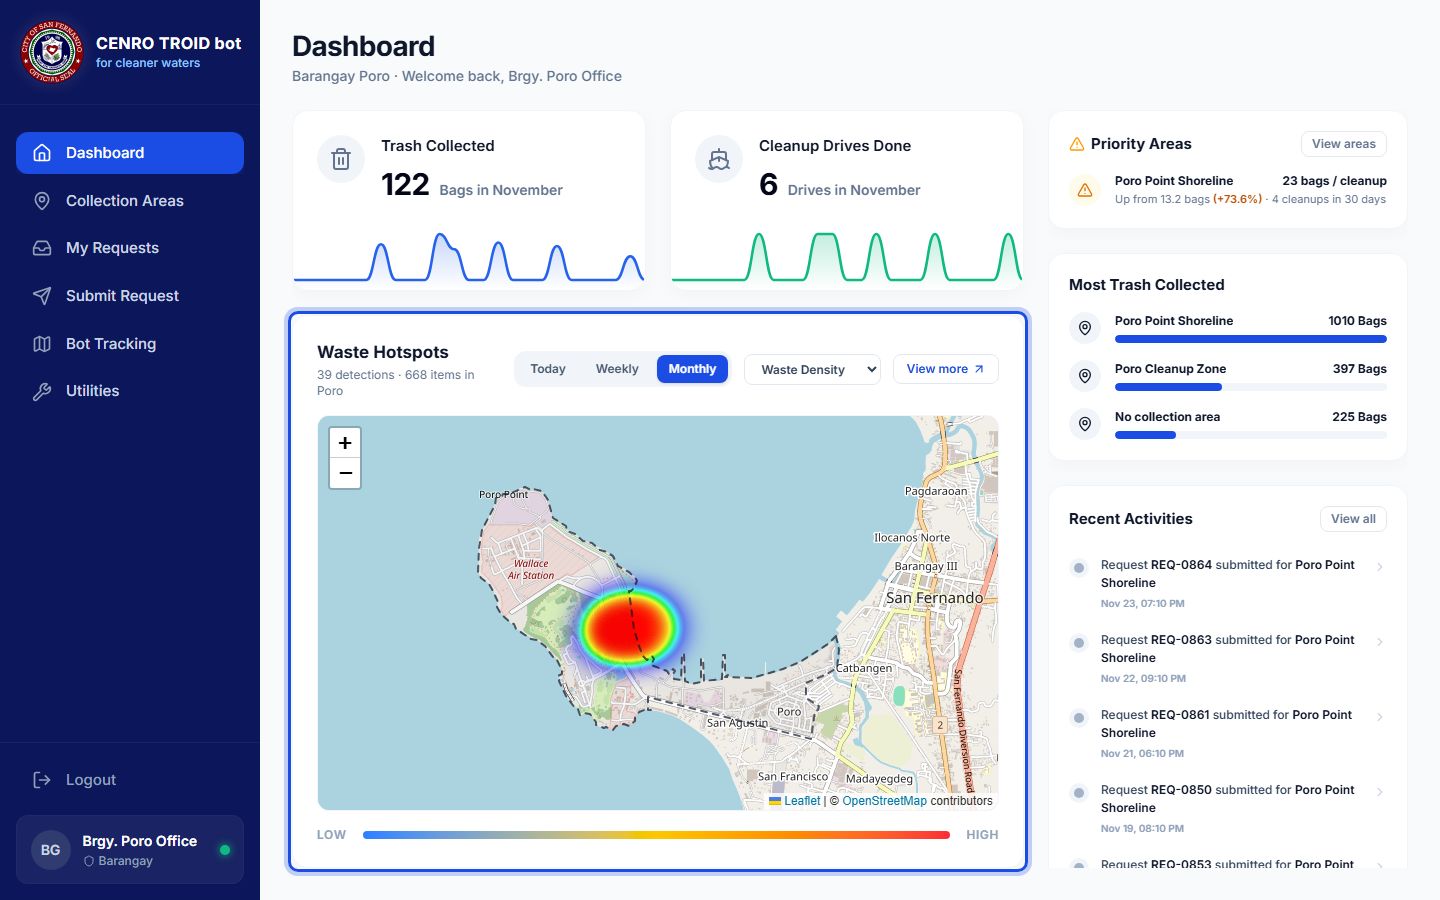 CITY OF SAN FERNANDO
OFFICIAL SEAL
CENRO TROID bot
for cleaner waters
Dashboard
Collection Areas
My Requests
Submit Request
Bot Tracking
Utilities
Logout
BG
Brgy. Poro Office
Barangay
Dashboard
Barangay Poro · Welcome back, Brgy. Poro Office
Trash Collected
122 Bags in November
Cleanup Drives Done
6 Drives in November
Waste Hotspots
39 detections · 668 items in
Poro
Today
Weekly
Monthly
Waste Density
View more
+
−
Poro Point
Wallace
Air Station
Pagdaraoan
Ilocanos Norte
Barangay III
San Fernando
Catbangen
Poro
San Agustin
2
San Fernando Diversion Road
San Francisco
Madayegdeg
Leaflet | © OpenStreetMap contributors
LOW
HIGH
Priority Areas
View areas
Poro Point Shoreline 23 bags / cleanup
Up from 13.2 bags (+73.6%) · 4 cleanups in 30 days
Most Trash Collected
Poro Point Shoreline 1010 Bags
Poro Cleanup Zone 397 Bags
No collection area 225 Bags
Recent Activities
View all
Request REQ-0864 submitted for Poro Point
Shoreline
Nov 23, 07:10 PM
Request REQ-0863 submitted for Poro Point
Shoreline
Nov 22, 09:10 PM
Request REQ-0861 submitted for Poro Point
Shoreline
Nov 21, 06:10 PM
Request REQ-0850 submitted for Poro Point
Shoreline
Nov 19, 08:10 PM
Request REQ-0853 submitted for Poro Point